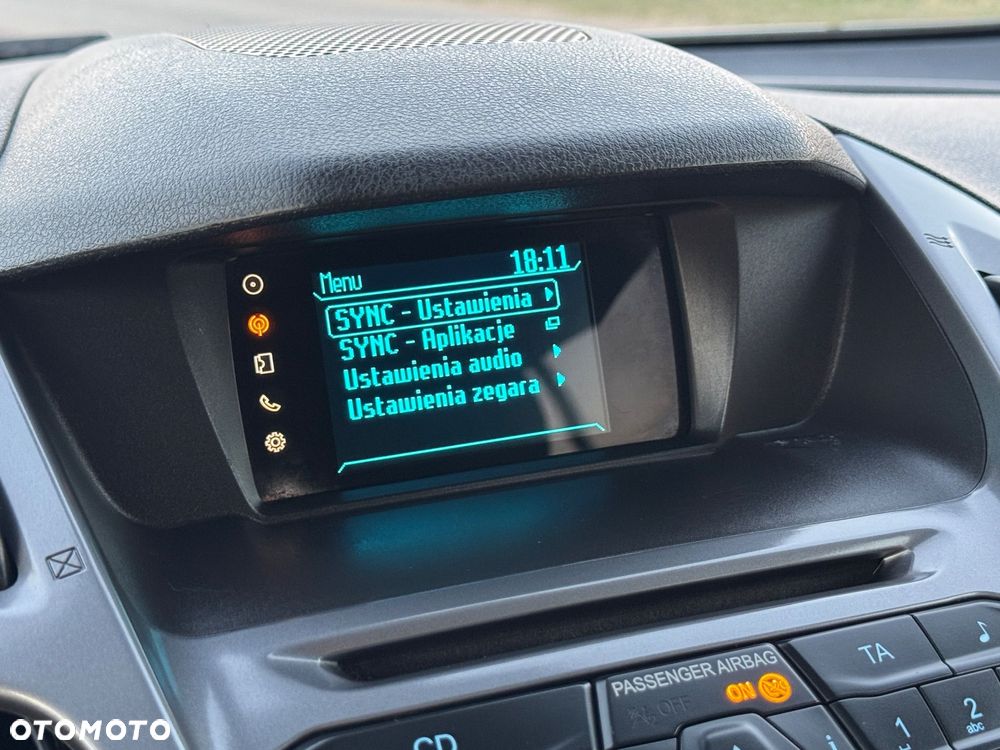 Menu 18:11
SYNC - Ustawienia
SYNC - Aplikacje
Ustawienia audio
Ustawienia zegara
PASSENGER AIRBAG
OFF ON
TA
CD
i
1
2
abc
OTOMOTO